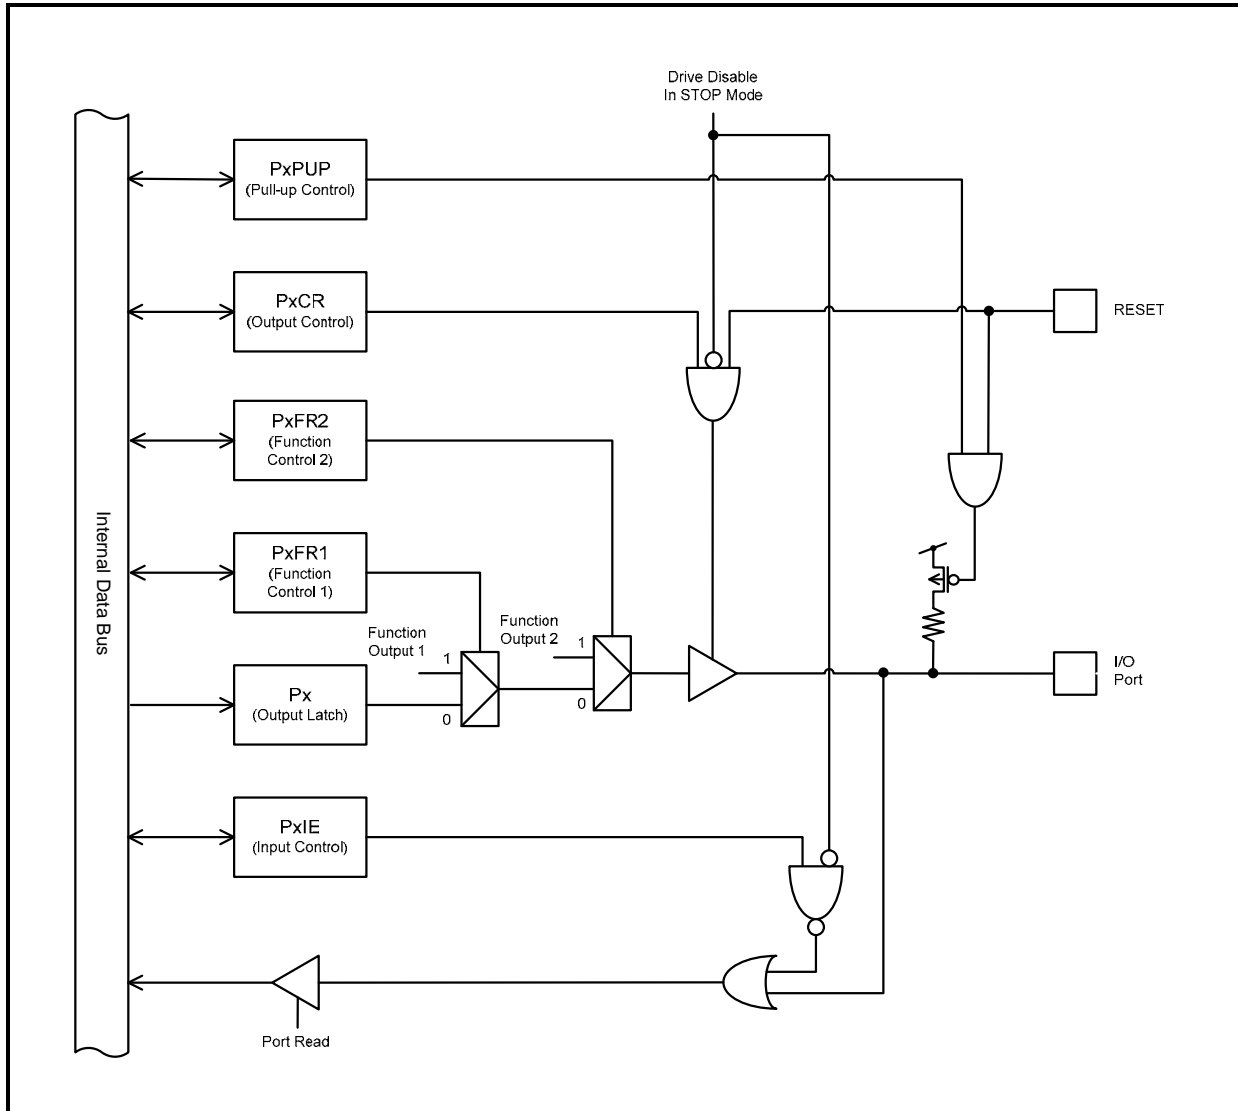 Drive Disable
In STOP Mode
PxPUP
(Pull-up Control)
PxCR
(Output Control)
RESET
PxFR2
(Function
Control 2)
Internal Data Bus
PxFR1
(Function
Control 1)
Function
Output 1
1
0
Function
Output 2
1
0
Px
(Output Latch)
I/O
Port
PxIE
(Input Control)
Port Read